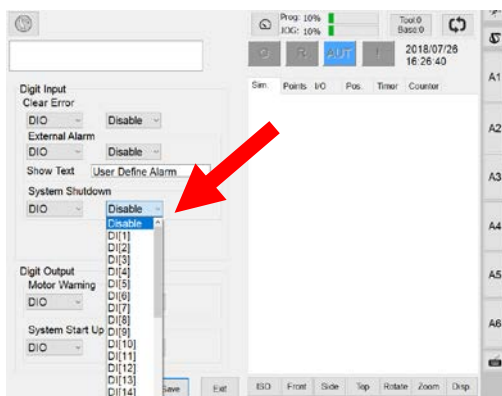 Prog: 10%
JOG: 10%
Tool:0
Base:0
O R AUT I
2018/07/26
16:26:40
Sim. Points I/O Pos. Timer Counter
Digit Input
Clear Error
DIO Disable
External Alarm
DIO Disable
Show Text User Define Alarm
System Shutdown
DIO Disable
Disable
DI[1]
DI[2]
DI[3]
DI[4]
DI[5]
DI[6]
DI[7]
DI[8]
DI[9]
DI[10]
DI[11]
DI[12]
DI[13]
DI[14]
Digit Output
Motor Warning
DIO
System Start Up
DIO
Save Exit
ISO Front Side Top Rotate Zoom Disp.
A1
A2
A3
A4
A5
A6